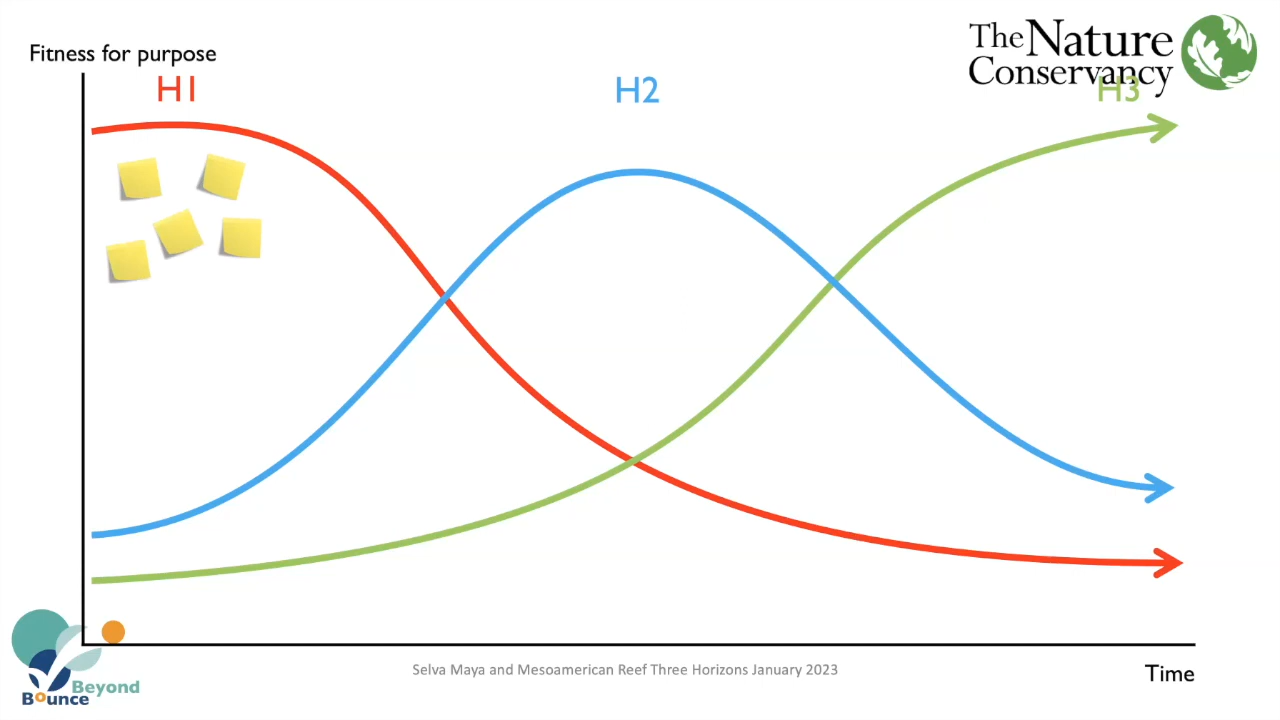 The Nature
Conservancy
Fitness for purpose
H1
H2
H3
Selva Maya and Mesoamerican Reef Three Horizons January 2023
Time
Beyond
Bounce